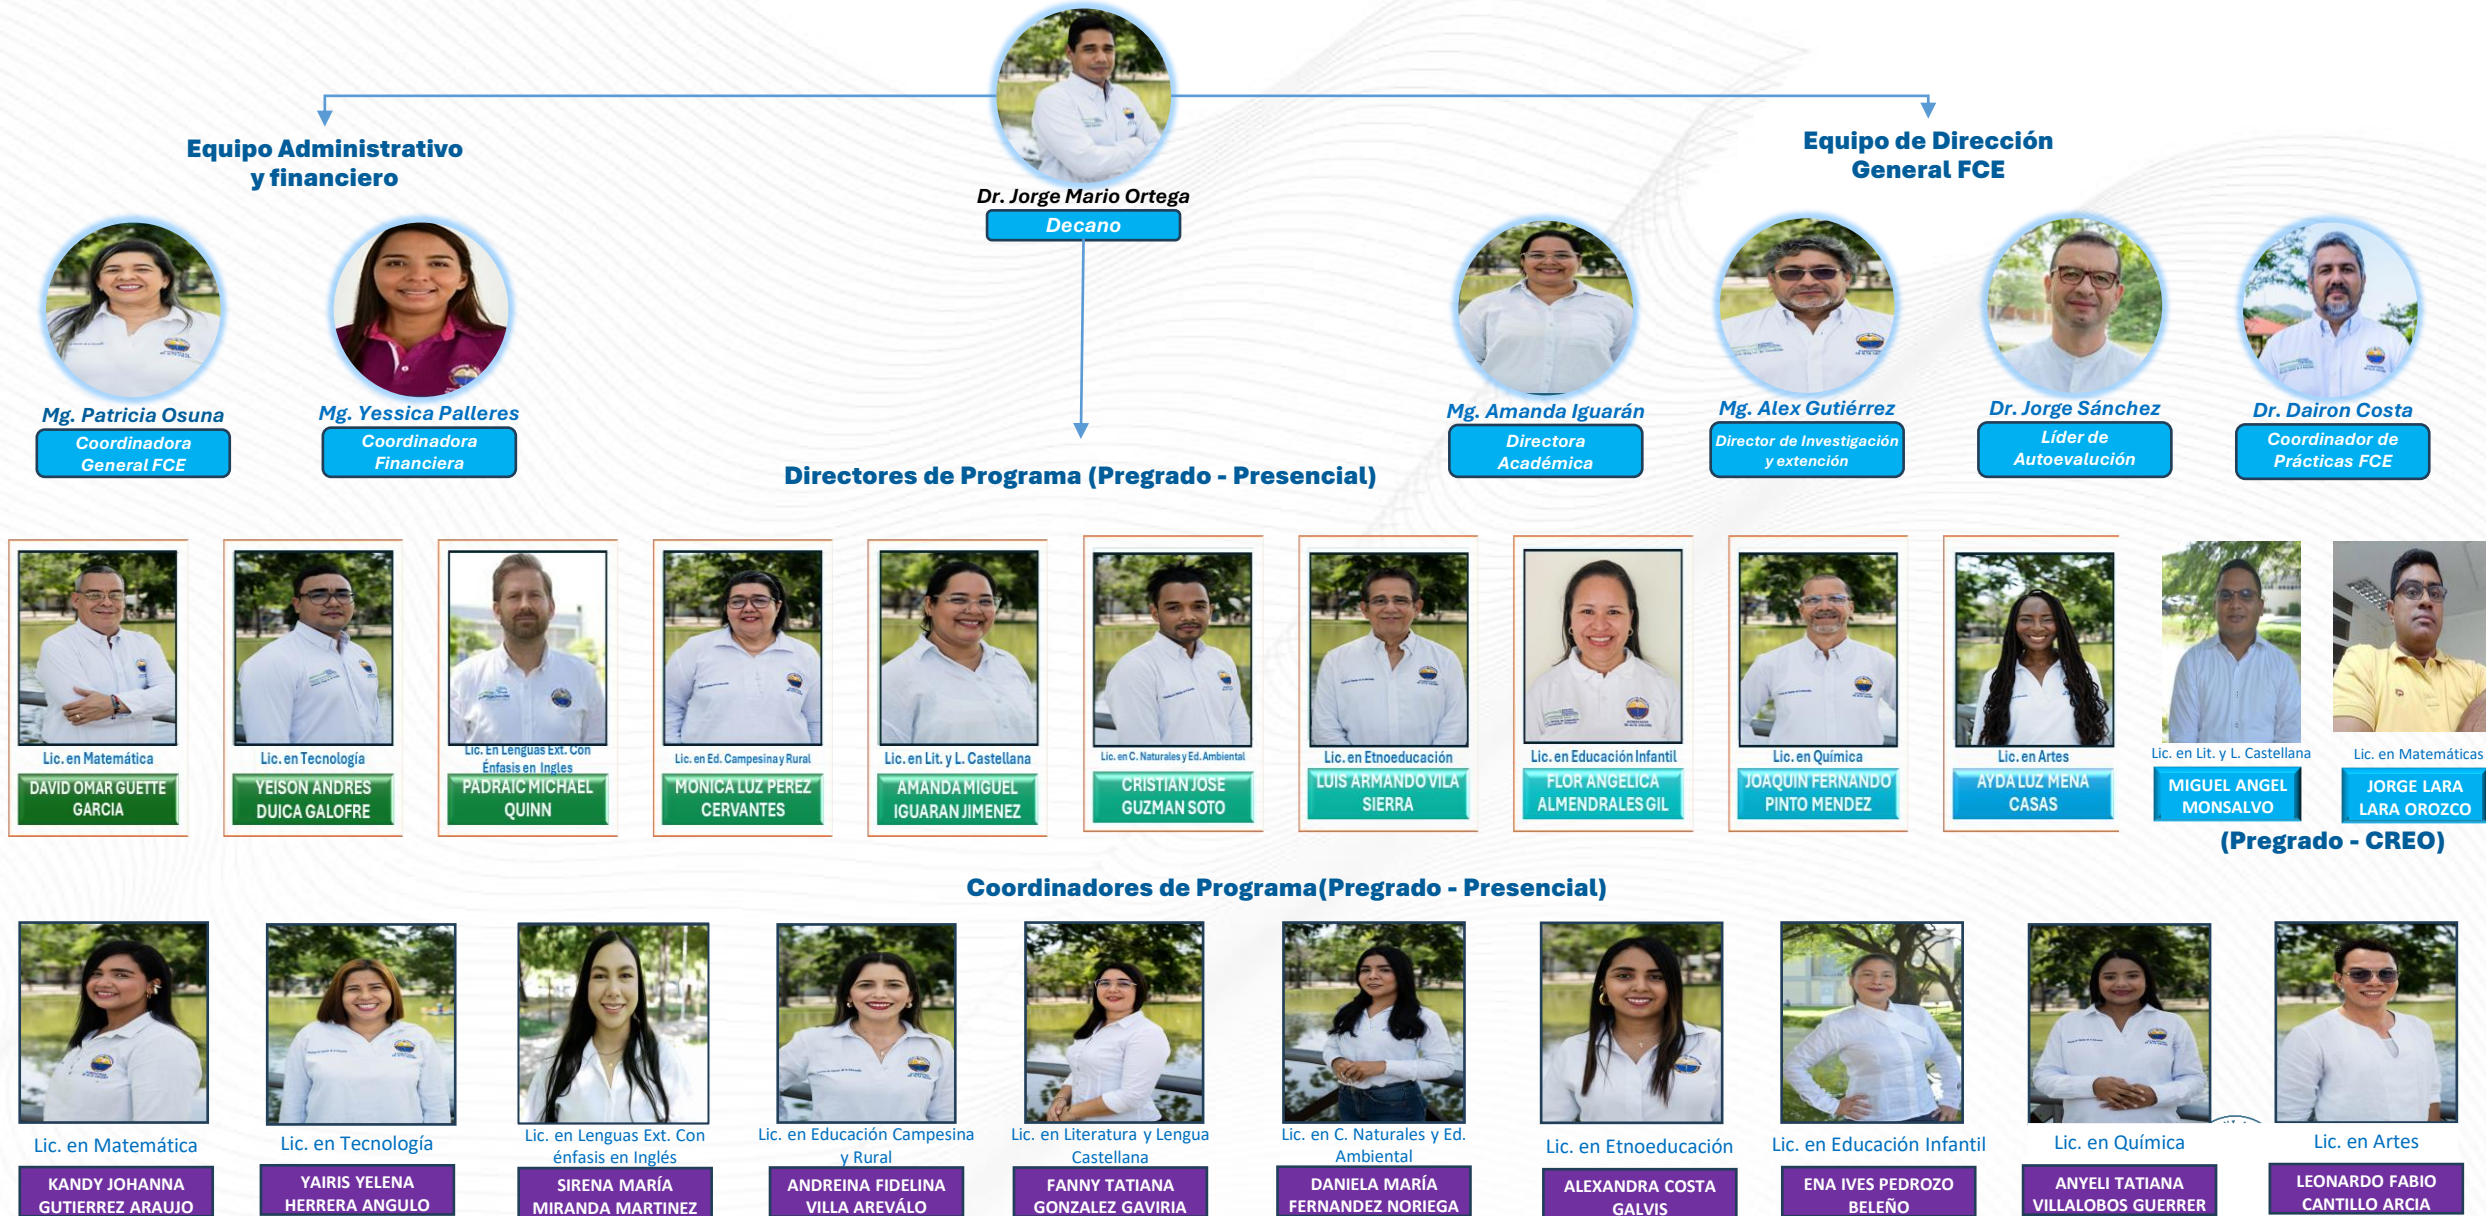 Dr. Jorge Mario Ortega
Decano
Equipo Administrativo
y financiero
Mg. Patricia Osuna
Coordinadora
General FCE
Mg. Yessica Palleres
Coordinadora
Financiera
Equipo de Dirección
General FCE
Mg. Amanda Iguarán
Directora
Académica
Mg. Alex Gutiérrez
Director de Investigación
y extención
Dr. Jorge Sánchez
Líder de
Autoevalución
Dr. Dairon Costa
Coordinador de
Prácticas FCE
Directores de Programa (Pregrado - Presencial)
Lic. en Matemática
DAVID OMAR GUETTE
GARCIA
Lic. en Tecnología
YEISON ANDRES
DUICA GALOFRE
Lic. En Lenguas Ext. Con
Énfasis en Ingles
PADRAIC MICHAEL
QUINN
Lic. en Ed. Campesina y Rural
MONICA LUZ PEREZ
CERVANTES
Lic. en Lit. y L. Castellana
AMANDA MIGUEL
IGUARAN JIMENEZ
Lic. en C. Naturales y Ed. Ambiental
CRISTIAN JOSE
GUZMAN SOTO
Lic. en Etnoeducación
LUIS ARMANDO VILA
SIERRA
Lic. en Educación Infantil
FLOR ANGELICA
ALMENDRALES GIL
Lic. en Química
JOAQUIN FERNANDO
PINTO MENDEZ
Lic. en Artes
AYDA LUZ MENA
CASAS
Lic. en Lit. y L. Castellana
MIGUEL ANGEL
MONSALVO
Lic. en Matemáticas
JORGE LARA
LARA OROZCO
(Pregrado - CREO)
Coordinadores de Programa(Pregrado - Presencial)
Lic. en Matemática
KANDY JOHANNA
GUTIERREZ ARAUJO
Lic. en Tecnología
YAIRIS YELENA
HERRERA ANGULO
Lic. en Lenguas Ext. Con
énfasis en Inglés
SIRENA MARÍA
MIRANDA MARTINEZ
Lic. en Educación Campesina
y Rural
ANDREINA FIDELINA
VILLA AREVÁLO
Lic. en Literatura y Lengua
Castellana
FANNY TATIANA
GONZALEZ GAVIRIA
Lic. en C. Naturales y Ed.
Ambiental
DANIELA MARÍA
FERNANDEZ NORIEGA
Lic. en Etnoeducación
ALEXANDRA COSTA
GALVIS
Lic. en Educación Infantil
ENA IVES PEDROZO
BELEÑO
Lic. en Química
ANYELI TATIANA
VILLALOBOS GUERRER
Lic. en Artes
LEONARDO FABIO
CANTILLO ARCIA